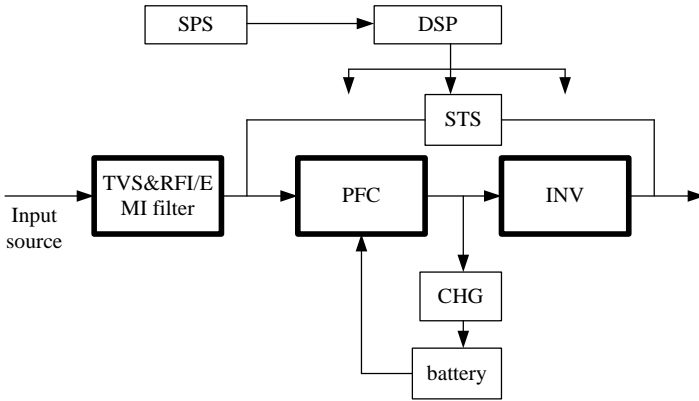 SPS
DSP
STS
TVS&RFI/E
MI filter
PFC
INV
Input
source
CHG
battery